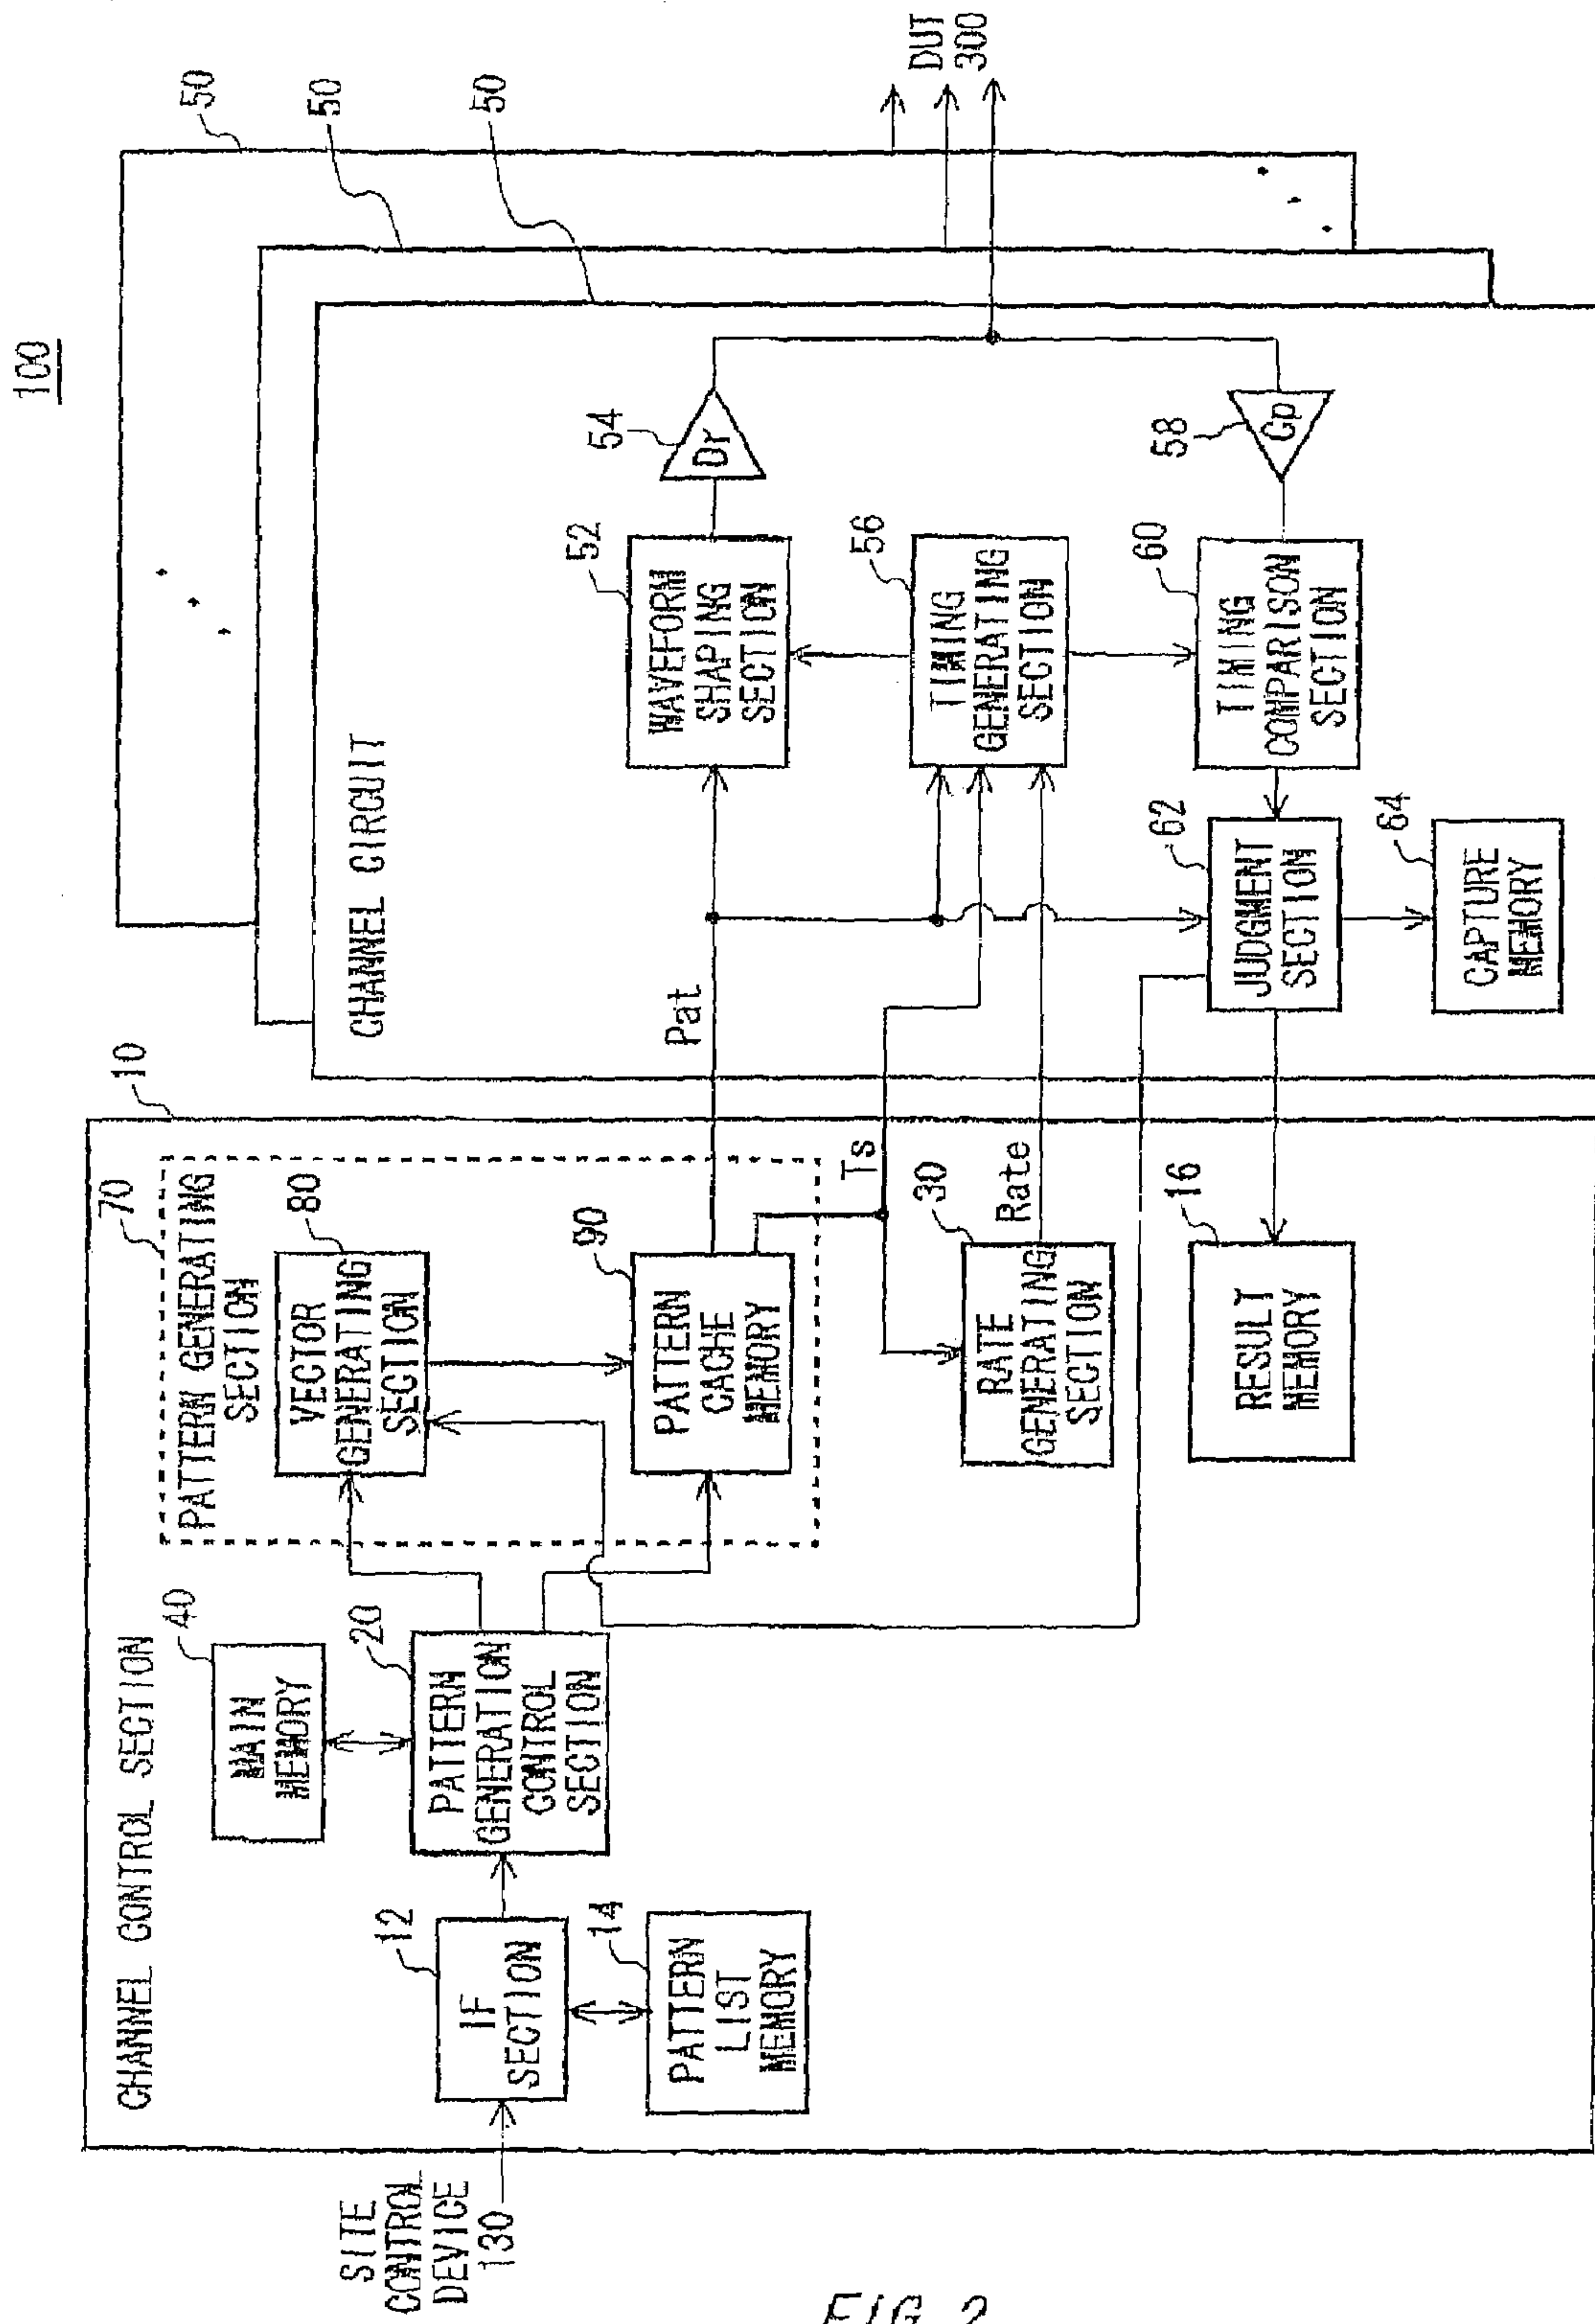 100
CHANNEL CONTROL SECTION
10
SITE
CONTROL
DEVICE
130
12
IF
SECTION
14
PATTERN
LIST
MEMORY
40
MAIN
MEMORY
20
PATTERN
GENERATION
CONTROL
SECTION
70
PATTERN GENERATING
SECTION
80
VECTOR
GENERATING
SECTION
90
PATTERN
CACHE
MEMORY
30
RATE
GENERATING
SECTION
16
RESULT
MEMORY
Pat
Ts
Rate
CHANNEL CIRCUIT
50
50
50
52
WAVEFORM
SHAPING
SECTION
54
Dr
56
TIMING
GENERATING
SECTION
58
Cp
60
TIMING
COMPARISON
SECTION
62
JUDGMENT
SECTION
64
CAPTURE
MEMORY
DUT
300
FIG. 2